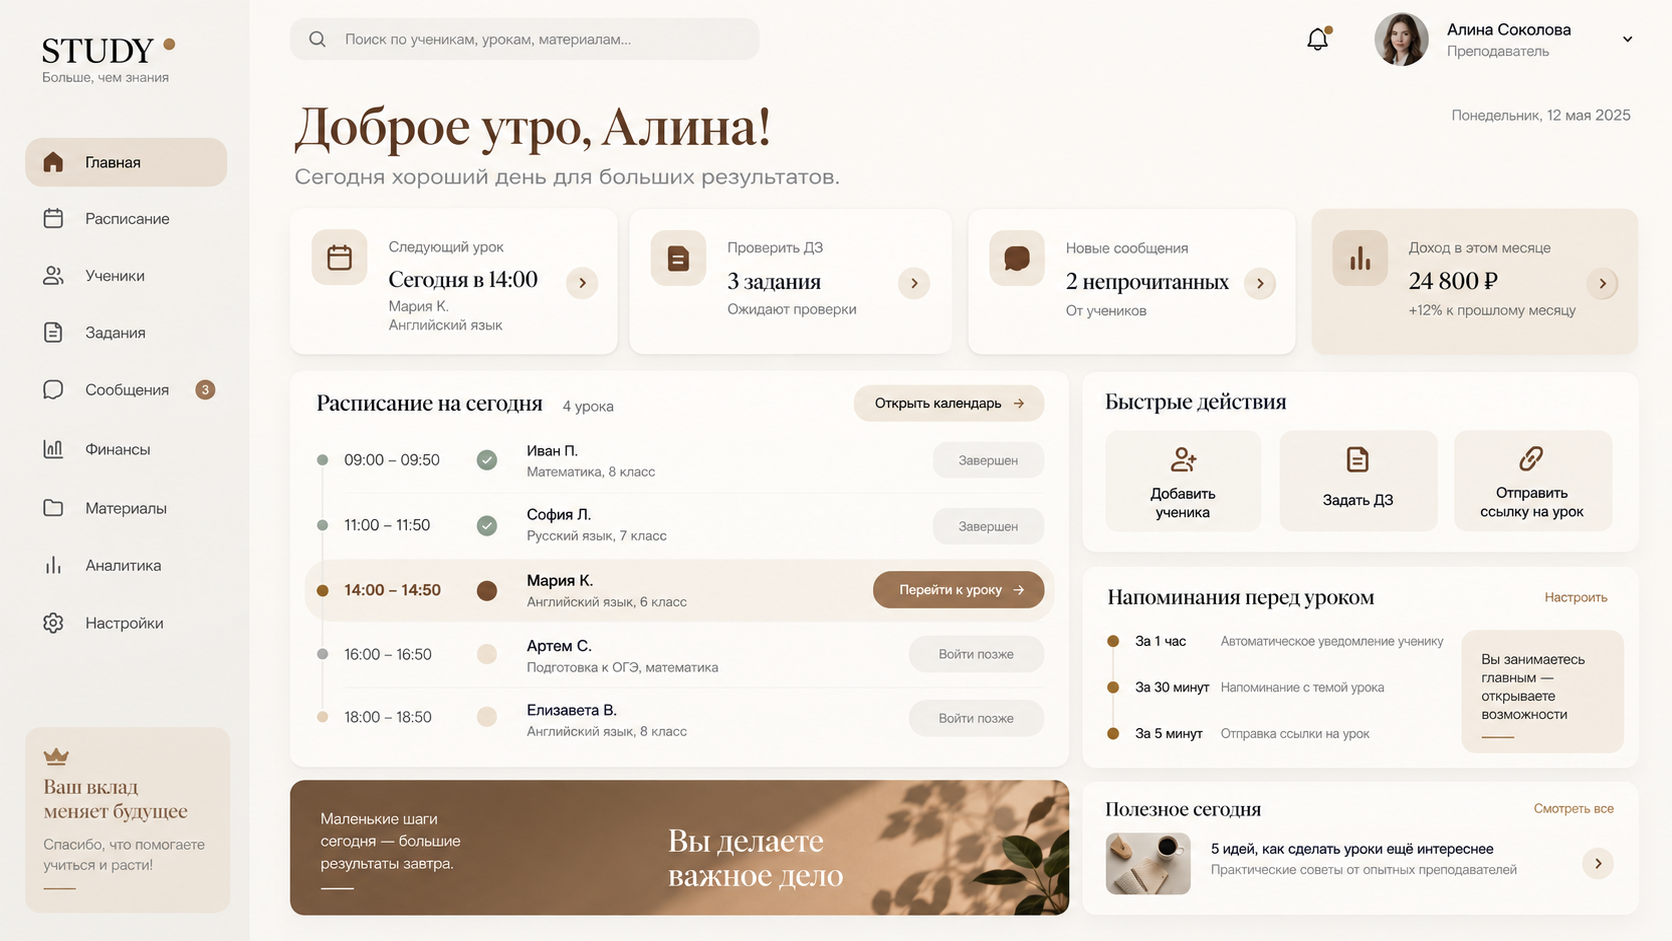 STUDY
Больше, чем знания
Поиск по ученикам, урокам, материалам...
Алина Соколова
Преподаватель
Главная
Расписание
Ученики
Задания
Сообщения
3
Финансы
Материалы
Аналитика
Настройки
Ваш вклад
меняет будущее
Спасибо, что помогаете
учиться и расти!
Доброе утро, Алина!
Понедельник, 12 мая 2025
Сегодня хороший день для больших результатов.
Следующий урок
Сегодня в 14:00
Мария К.
Английский язык
Проверить ДЗ
3 задания
Ожидают проверки
Новые сообщения
2 непрочитанных
От учеников
Доход в этом месяце
24 800 ₽
+12% к прошлому месяцу
Расписание на сегодня
4 урока
Открыть календарь →
09:00 – 09:50
Иван П.
Математика, 8 класс
Завершен
11:00 – 11:50
София Л.
Русский язык, 7 класс
Завершен
14:00 – 14:50
Мария К.
Английский язык, 6 класс
Перейти к уроку →
16:00 – 16:50
Артем С.
Подготовка к ОГЭ, математика
Войти позже
18:00 – 18:50
Елизавета В.
Английский язык, 8 класс
Войти позже
Маленькие шаги
сегодня — большие
результаты завтра.
Вы делаете
важное дело
Быстрые действия
Добавить
ученика
Задать ДЗ
Отправить
ссылку на урок
Напоминания перед уроком
Настроить
За 1 час
Автоматическое уведомление ученику
За 30 минут
Напоминание с темой урока
За 5 минут
Отправка ссылки на урок
Вы занимаетесь
главным —
открываете
возможности
Полезное сегодня
Смотреть все
5 идей, как сделать уроки ещё интереснее
Практические советы от опытных преподавателей